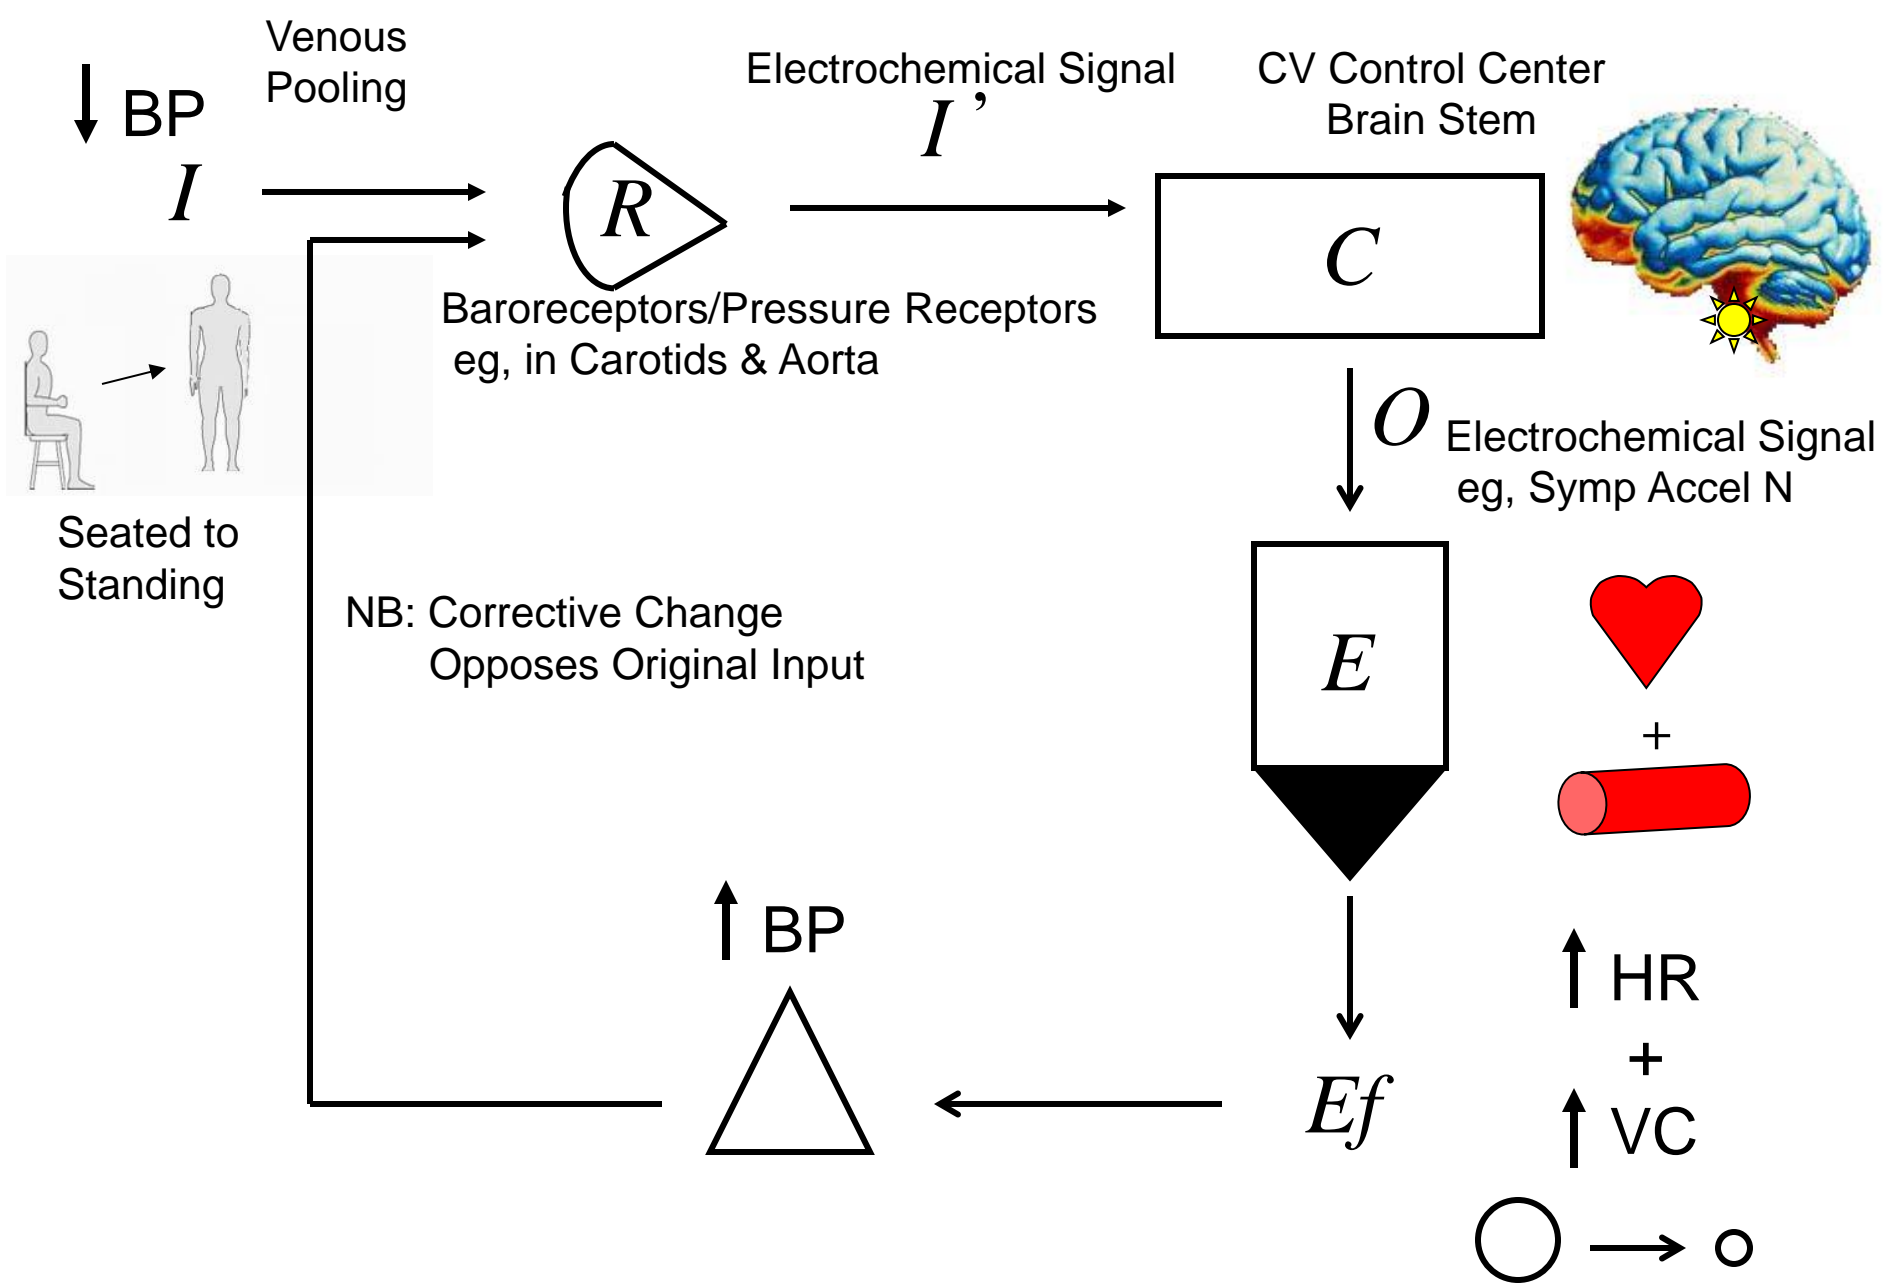 Venous
Pooling
BP
I
Electrochemical Signal
I’
CV Control Center
Brain Stem
R
C
Baroreceptors/Pressure Receptors
eg, in Carotids & Aorta
O
Electrochemical Signal
eg, Symp Accel N
Seated to
Standing
NB: Corrective Change
Opposes Original Input
E
+
BP
HR
+
VC
Ef